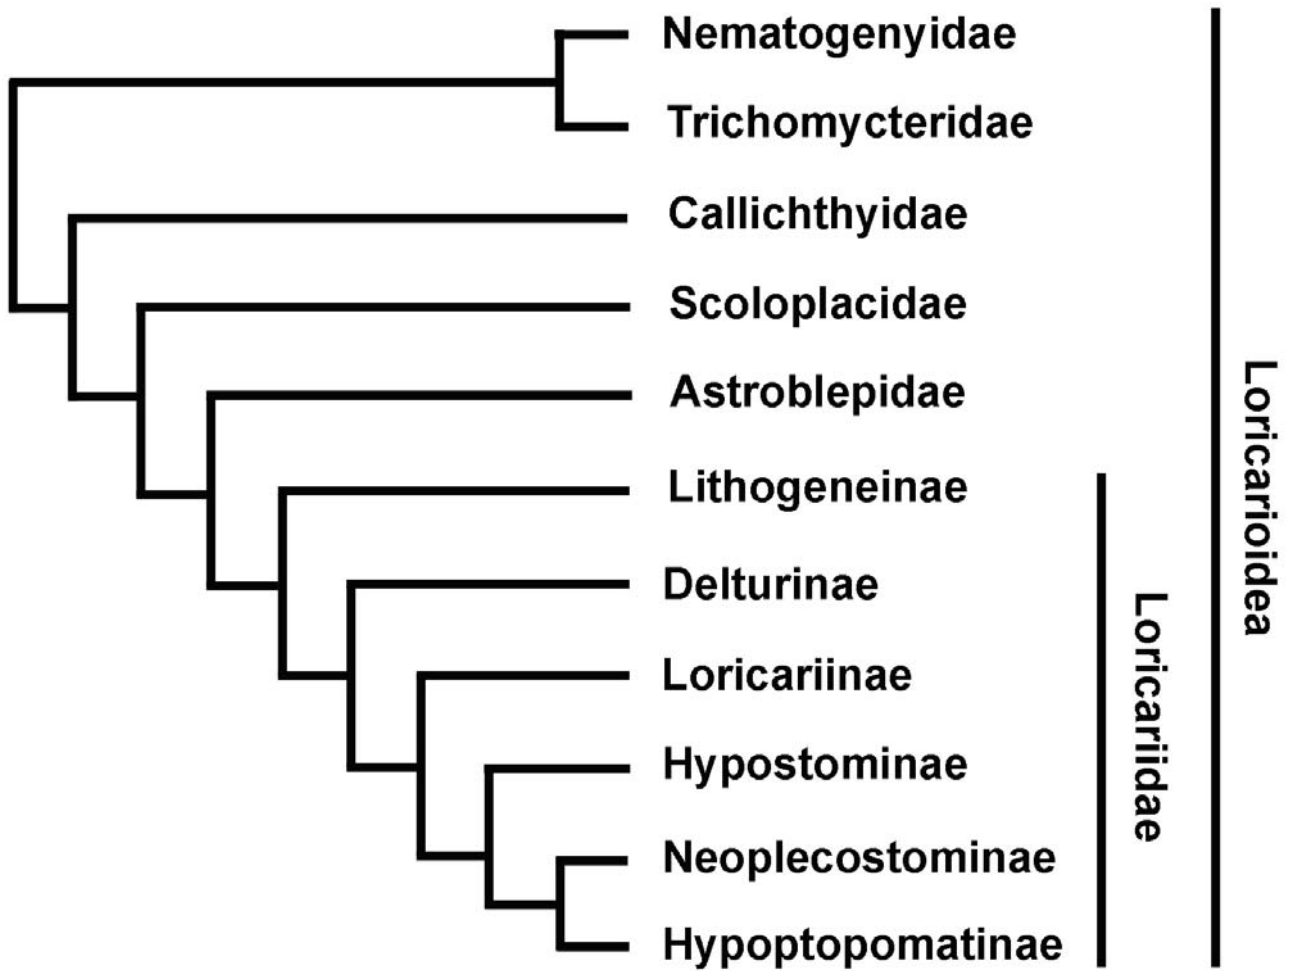 Nematogenyidae
Trichomycteridae
Callichthyidae
Scoloplacidae
Astroblepidae
Lithogeneinae
Delturinae
Loricariinae
Hypostominae
Neoplecostominae
Hypoptopomatinae
Loricariidae
Loricarioidea